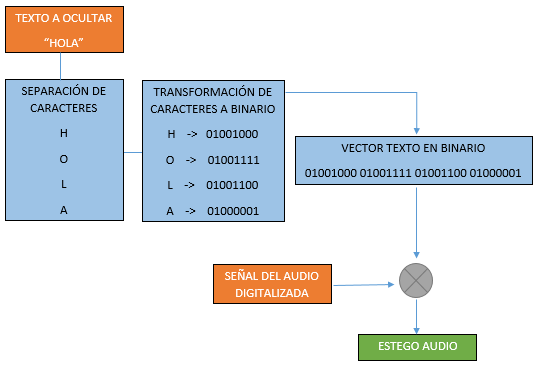 TEXTO A OCULTAR
“HOLA”
SEPARACIÓN DE
CARACTERES
H
O
L
A
TRANSFORMACIÓN DE
CARACTERES A BINARIO
H -> 01001000
O -> 01001111
L -> 01001100
A -> 01000001
VECTOR TEXTO EN BINARIO
01001000 01001111 01001100 01000001
SEÑAL DEL AUDIO
DIGITALIZADA
ESTEGO AUDIO